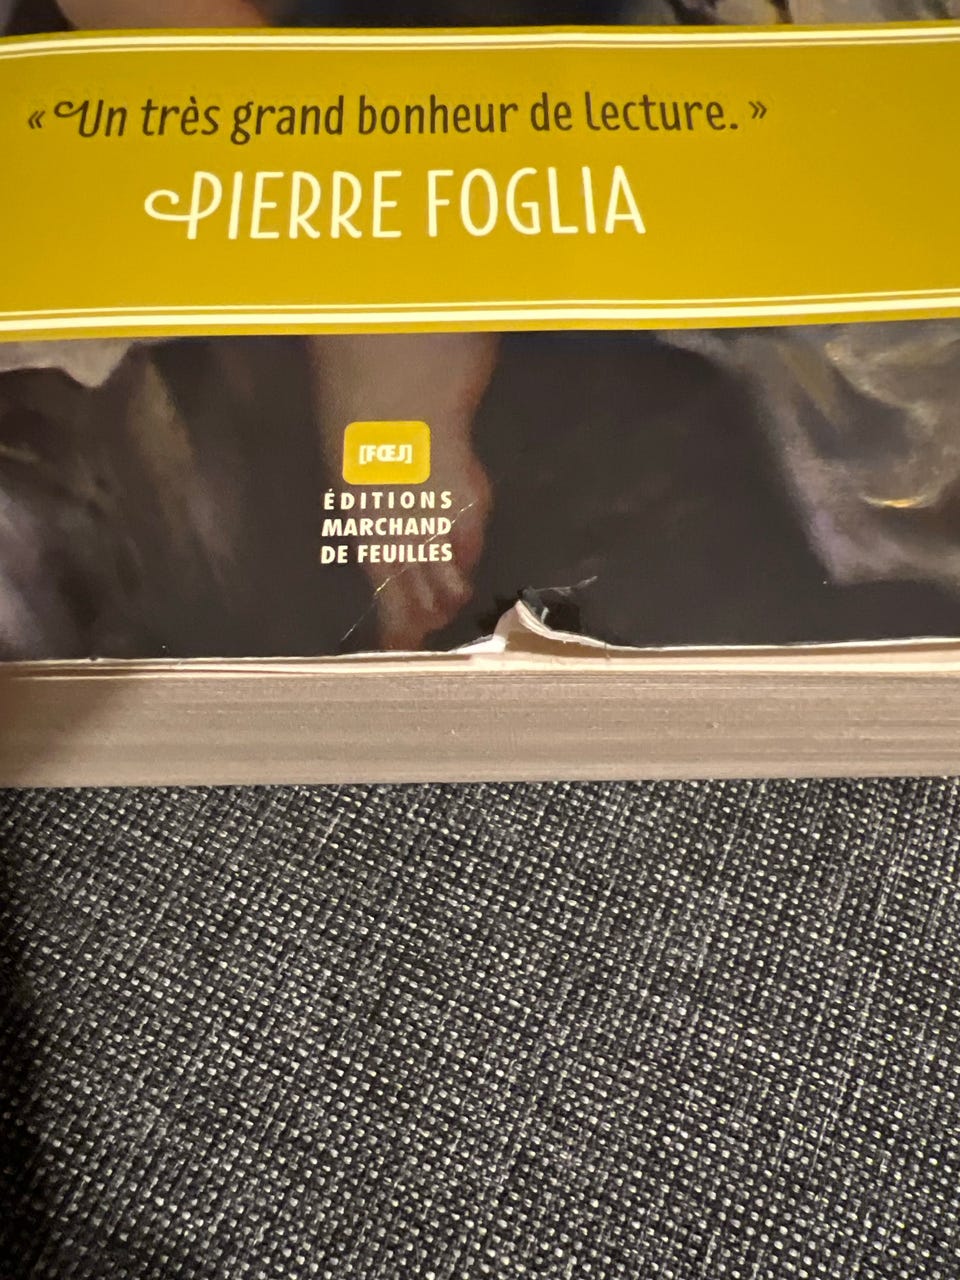 « Un très grand bonheur de lecture. »
PIERRE FOGLIA
[FŒJ]
ÉDITIONS
MARCHAND
DE FEUILLES